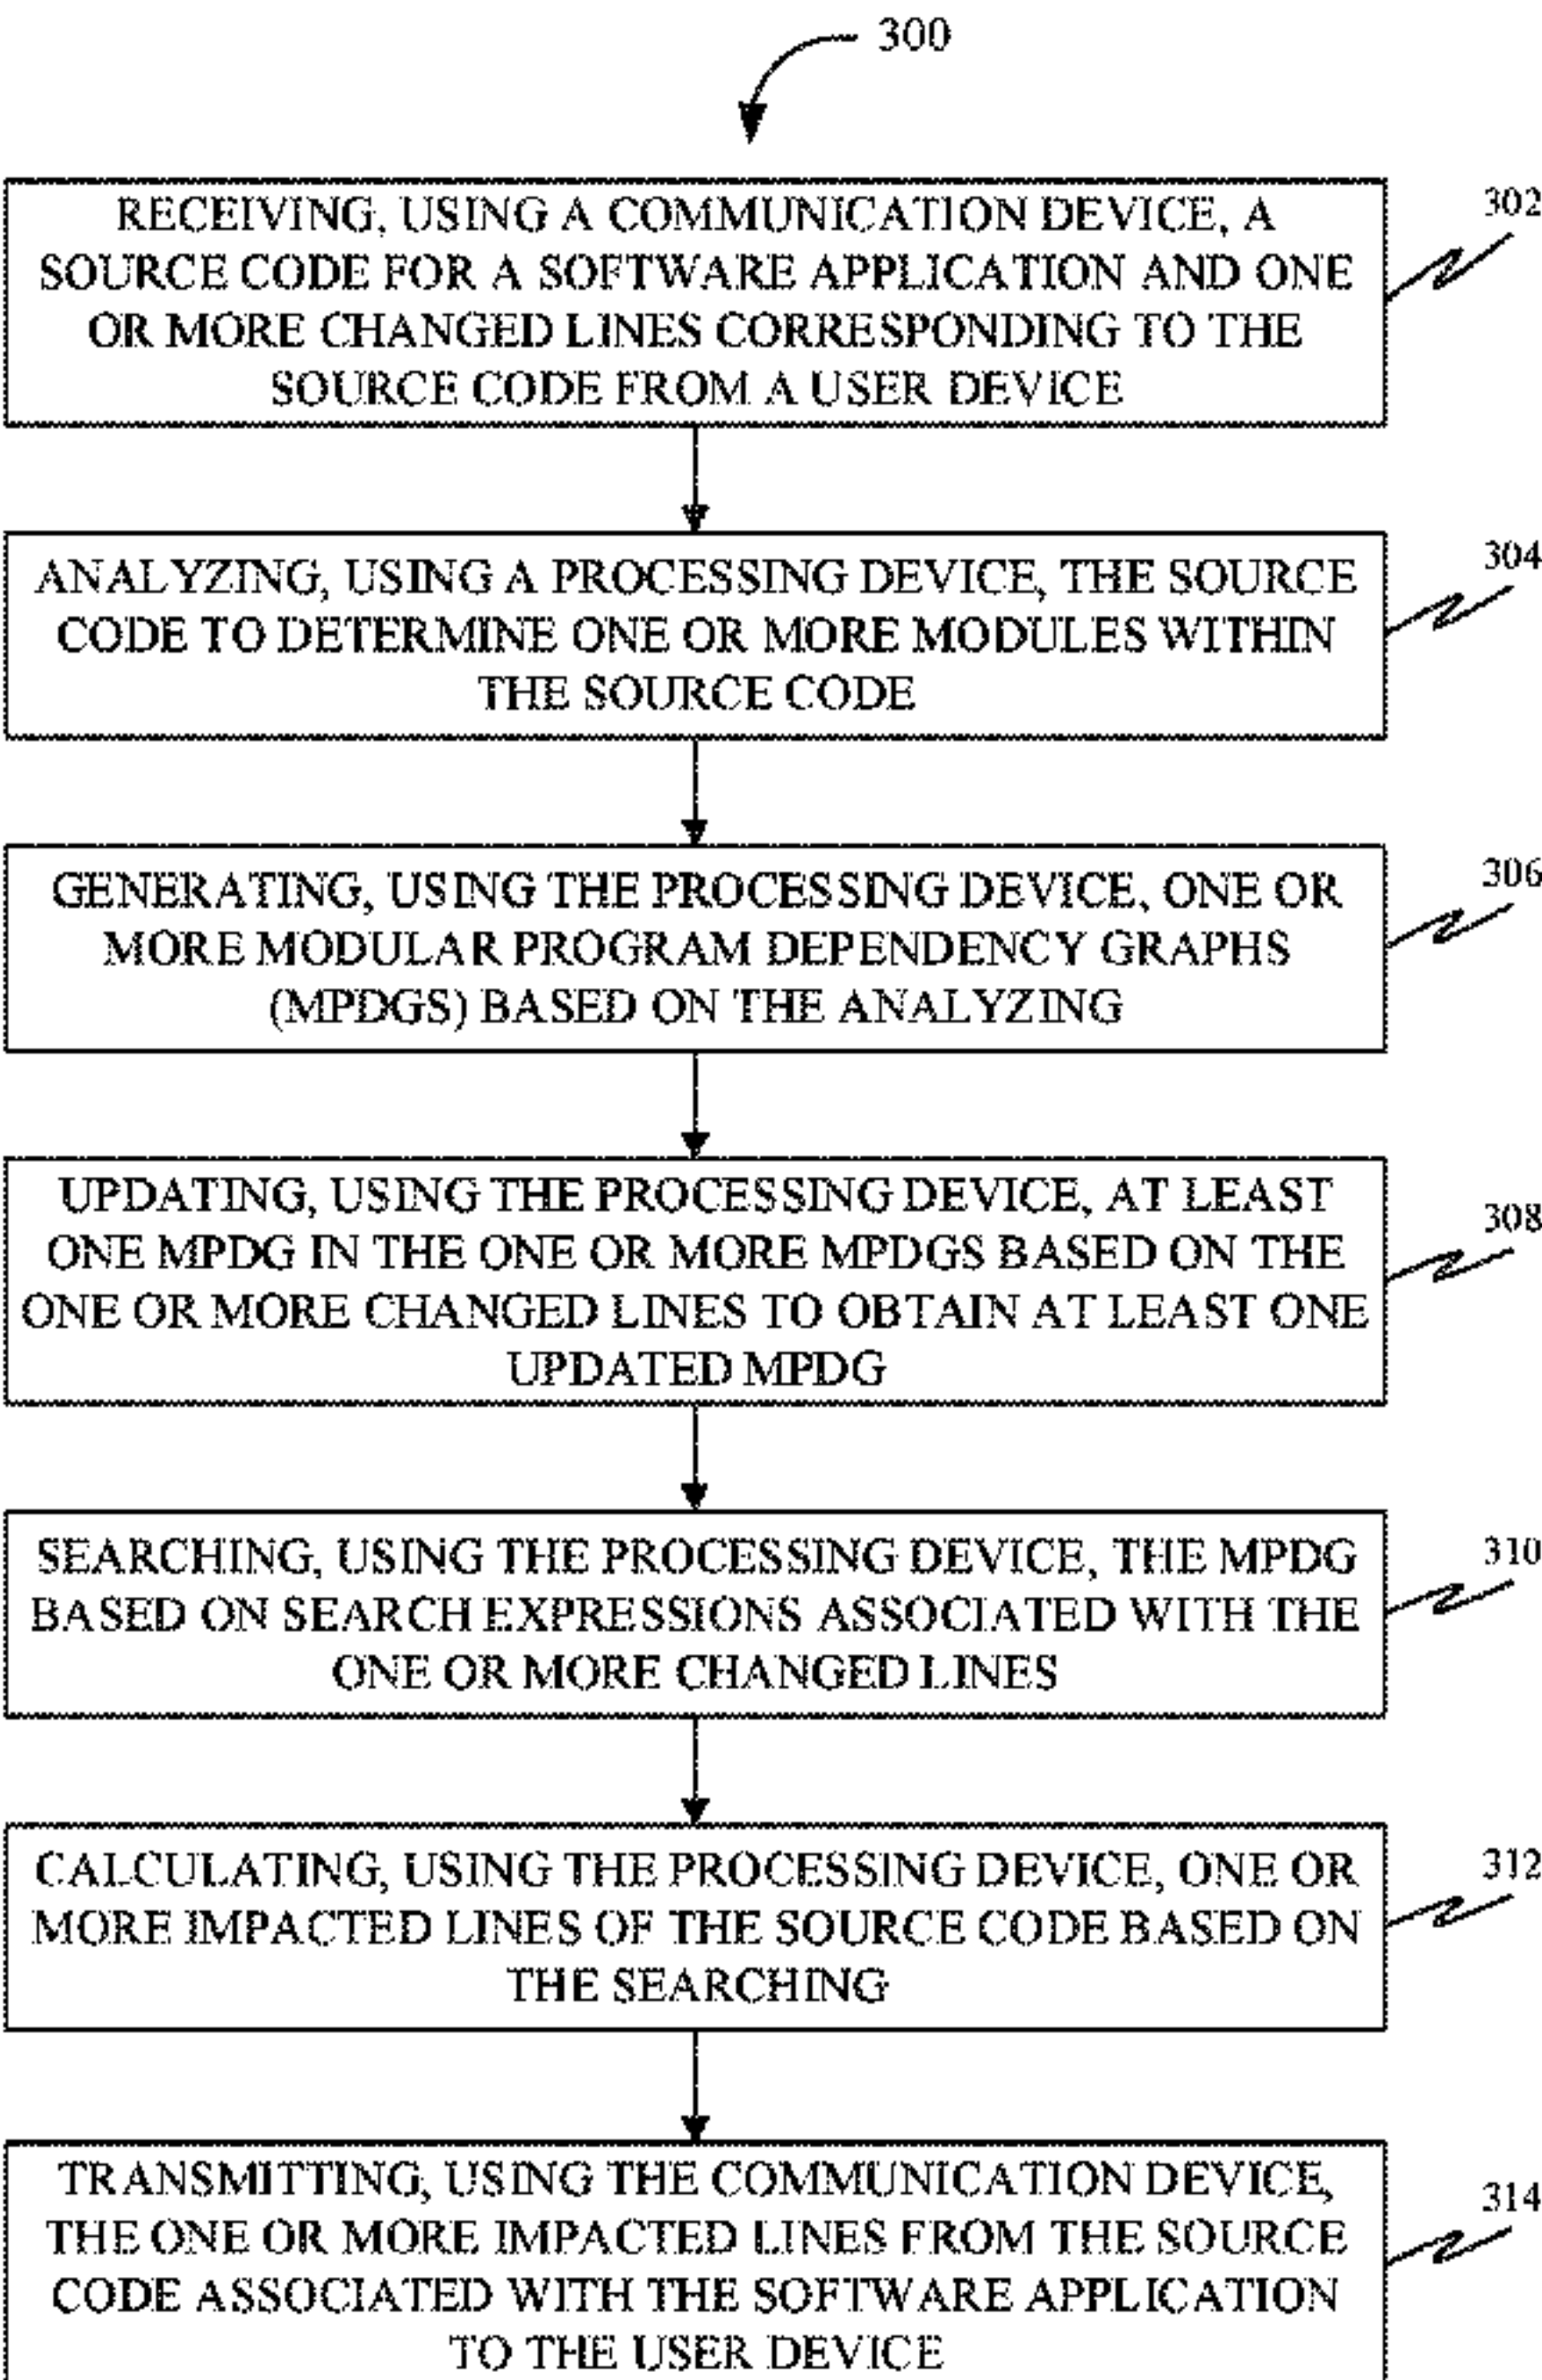 300
RECEIVING, USING A COMMUNICATION DEVICE, A
SOURCE CODE FOR A SOFTWARE APPLICATION AND ONE
OR MORE CHANGED LINES CORRESPONDING TO THE
SOURCE CODE FROM A USER DEVICE
302
ANALYZING, USING A PROCESSING DEVICE, THE SOURCE
CODE TO DETERMINE ONE OR MORE MODULES WITHIN
THE SOURCE CODE
304
GENERATING, USING THE PROCESSING DEVICE, ONE OR
MORE MODULAR PROGRAM DEPENDENCY GRAPHS
(MPDGS) BASED ON THE ANALYZING
306
UPDATING, USING THE PROCESSING DEVICE, AT LEAST
ONE MPDG IN THE ONE OR MORE MPDGS BASED ON THE
ONE OR MORE CHANGED LINES TO OBTAIN AT LEAST ONE
UPDATED MPDG
308
SEARCHING, USING THE PROCESSING DEVICE, THE MPDG
BASED ON SEARCH EXPRESSIONS ASSOCIATED WITH THE
ONE OR MORE CHANGED LINES
310
CALCULATING, USING THE PROCESSING DEVICE, ONE OR
MORE IMPACTED LINES OF THE SOURCE CODE BASED ON
THE SEARCHING
312
TRANSMITTING, USING THE COMMUNICATION DEVICE,
THE ONE OR MORE IMPACTED LINES FROM THE SOURCE
CODE ASSOCIATED WITH THE SOFTWARE APPLICATION
TO THE USER DEVICE
314